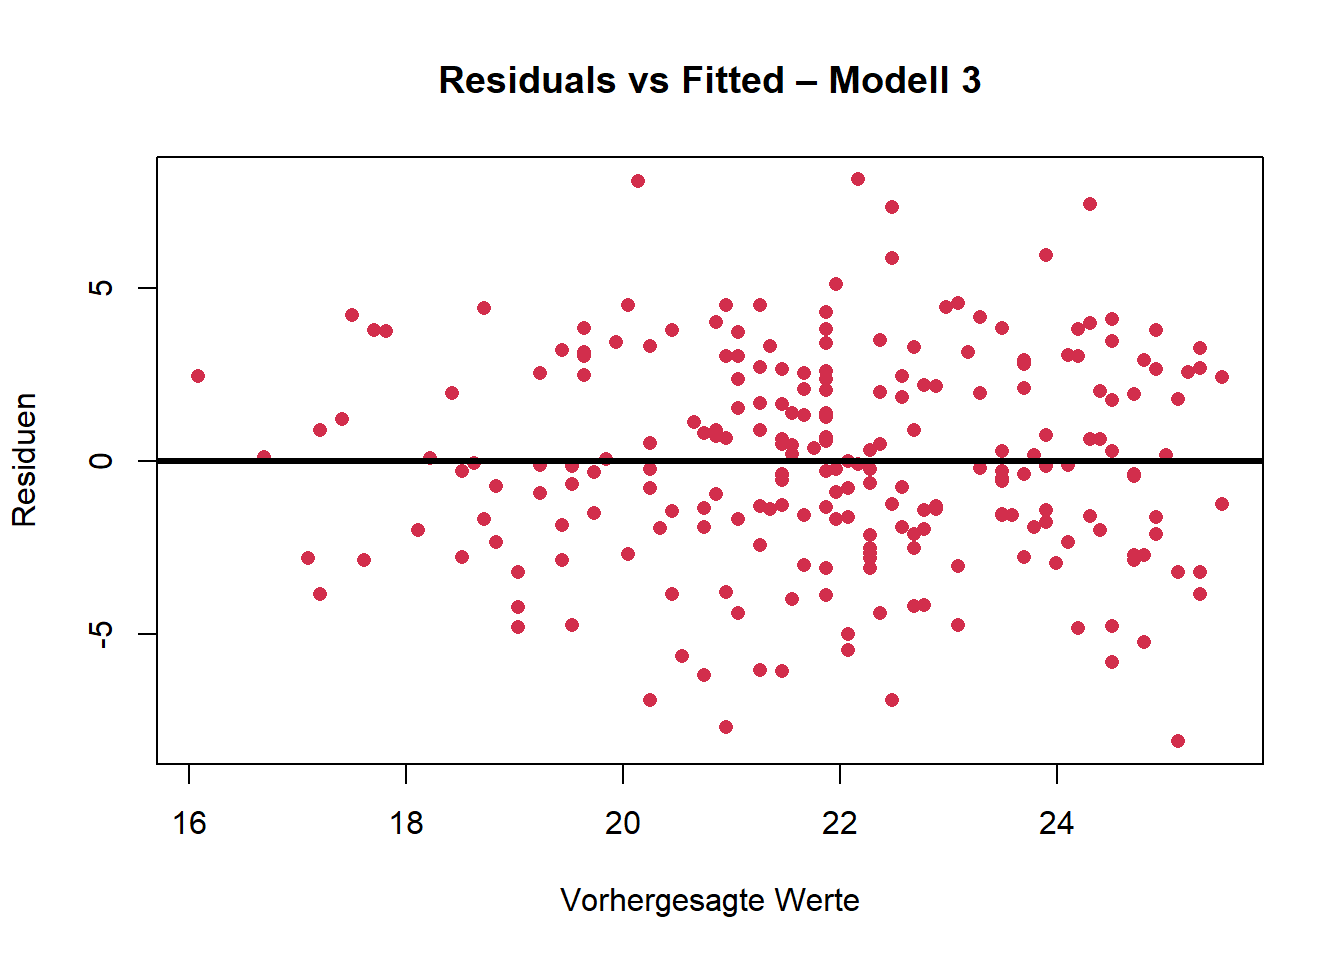 Residuals vs Fitted – Modell 3
Residuen
5
0
-5
16 18 20 22 24
Vorhergesagte Werte